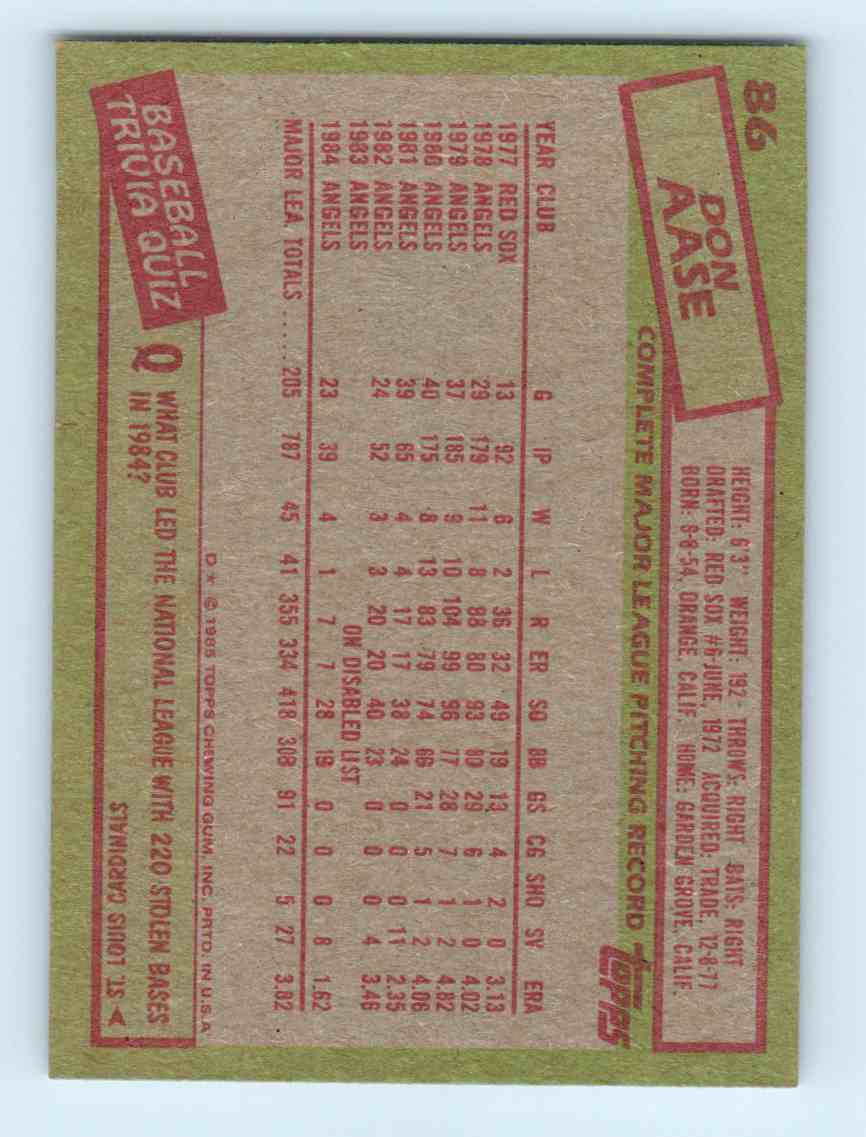 86
DON
AASE
HEIGHT: 6'3" WEIGHT: 192 THROWS: RIGHT BATS: RIGHT
DRAFTED: RED SOX #6-JUNE, 1972 ACQUIRED: TRADE, 12-8-77
BORN: 9-8-54, ORANGE, CALIF. HOME: GARDEN GROVE, CALIF.
COMPLETE MAJOR LEAGUE PITCHING RECORD
TOPPS
YEAR CLUB G IP W L R ER SO BB GS CG SHO SV ERA
1977 RED SOX 13 92 6 2 36 32 49 19 13 4 2 0 3.13
1978 ANGELS 29 179 11 8 88 80 93 80 29 6 1 0 4.02
1979 ANGELS 37 185 9 10 104 99 96 77 28 7 1 2 4.82
1980 ANGELS 40 175 8 13 83 79 74 66 21 5 1 2 4.06
1981 ANGELS 39 65 4 4 17 17 38 24 0 0 0 11 2.35
1982 ANGELS 24 52 3 3 20 20 40 23 0 0 0 4 3.46
1983 ANGELS ON DISABLED LIST
1984 ANGELS 23 39 4 1 7 7 28 19 0 0 0 8 1.62
MAJOR LEA. TOTALS ..... 205 787 45 41 355 334 418 308 91 22 5 27 3.82
D* © 1985 TOPPS CHEWING GUM, INC. PRTD. IN U.S.A.
BASEBALL
TRIVIA QUIZ
Q WHAT CLUB LED THE NATIONAL LEAGUE WITH 220 STOLEN BASES
IN 1984?
A ST. LOUIS CARDINALS